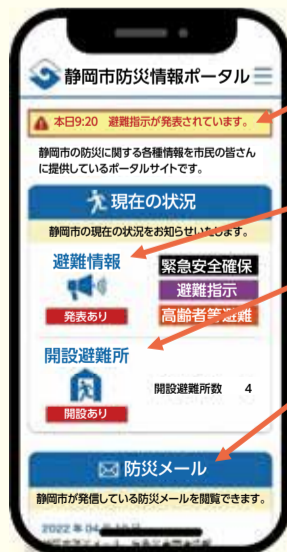 静岡市防災情報ポータル
本日9:20 避難指示が発表されています。
静岡市の防災に関する各種情報を市民の皆さん
に提供しているポータルサイトです。
現在の状況
静岡市の現在の状況をお知らせいたします。
避難情報
発表あり
緊急安全確保
避難指示
高齢者等避難
開設避難所
開設あり
開設避難所数 4
防災メール
静岡市が発信している防災メールを閲覧できます。